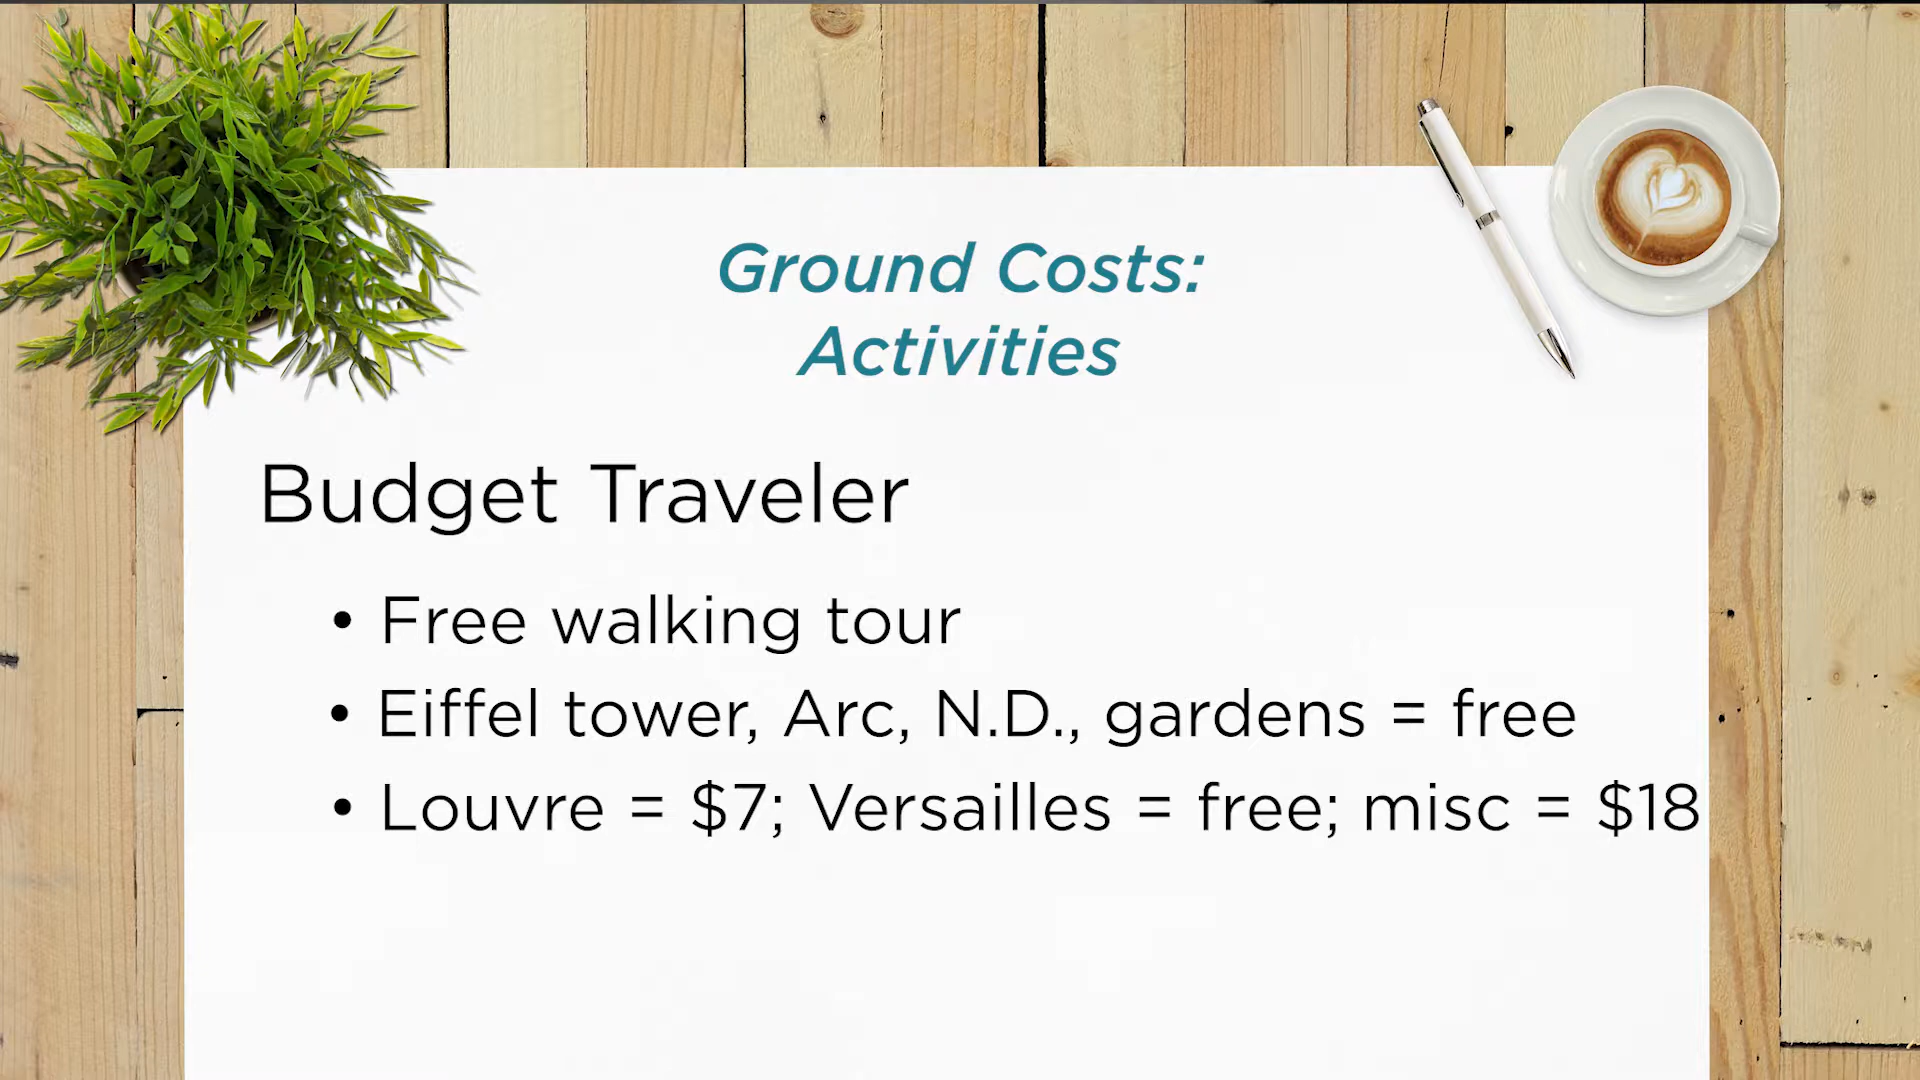 Ground Costs:
Activities
Budget Traveler
• Free walking tour
• Eiffel tower, Arc, N.D., gardens = free
• Louvre = $7; Versailles = free; misc = $18